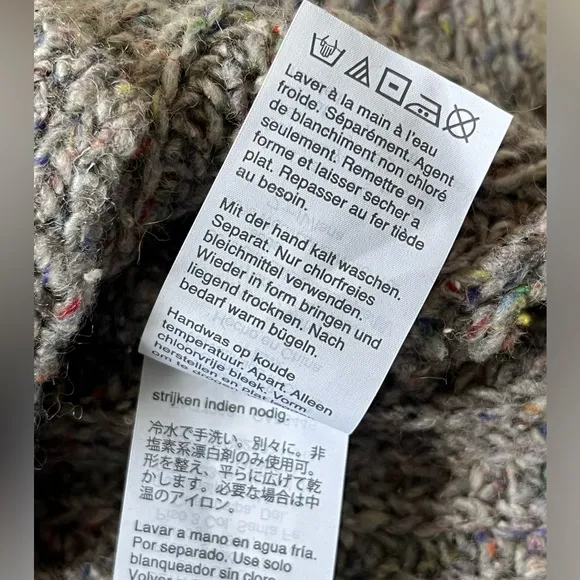 Laver à la main à l'eau
froide. Séparément. Agent
de blanchiment non chloré
seulement. Remettre en
forme et laisser secher a
plat. Repasser au fer tiède
au besoin.
Mit der hand kalt waschen.
Separat. Nur chlorfreies
bleichmittel verwenden.
Wieder in form bringen und
liegend trocknen. Nach
bedarf warm bügeln.
Handwas op koude
temperatuur. Apart. Alleen
chloorvrije bleek. Vorm
herstellen en plat
strijken indien nodig.
冷水で手洗い。別々に。非
塩素系漂白剤のみ使用可。
形を整え、平らに広げて乾
かします。必要な場合は中
温のアイロン。
Lavar a mano en agua fría.
Por separado. Use solo
blanqueador sin cloro.
Volver